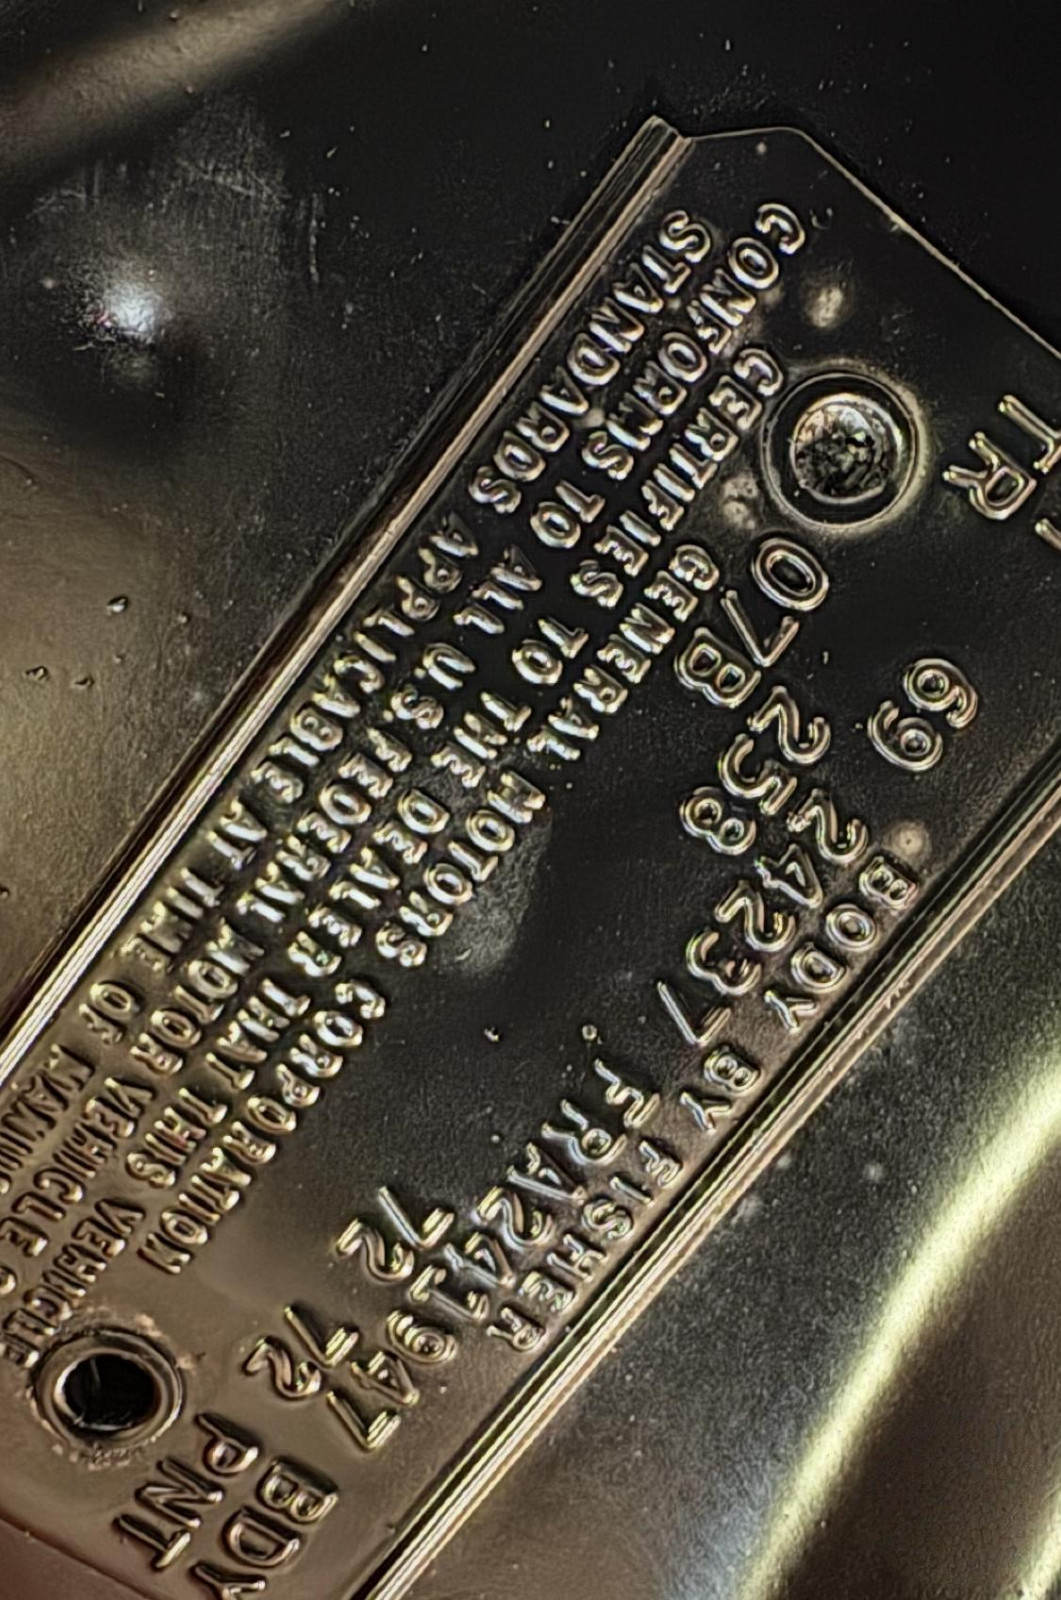 BODY BY FISHER
69 24237 FRA241947 BDY
TR 258 72 72 PNT
07B
GENERAL MOTORS CORPORATION
CERTIFIES TO THE DEALER THAT THIS VEHICLE
CONFORMS TO ALL U.S. FEDERAL MOTOR VEHICLE
STANDARDS APPLICABLE AT TIME OF